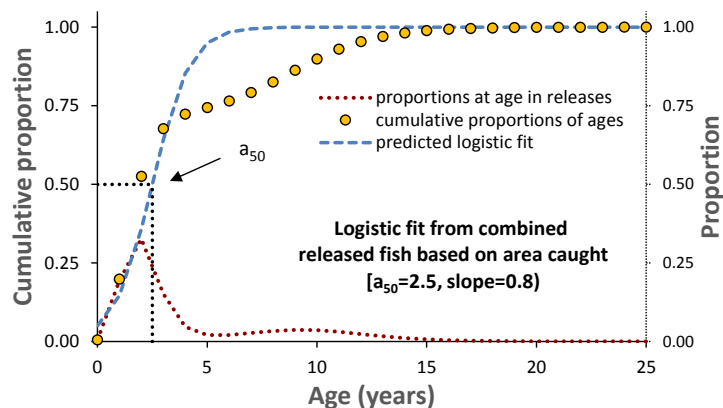 1.00
0.75
0.50
0.25
0.00
Cumulative proportion
1.00
0.75
0.50
0.25
0.00
Proportion
proportions at age in releases
cumulative proportions of ages
predicted logistic fit
a50
Logistic fit from combined
released fish based on area caught
[a50=2.5, slope=0.8)
0 5 10 15 20 25
Age (years)